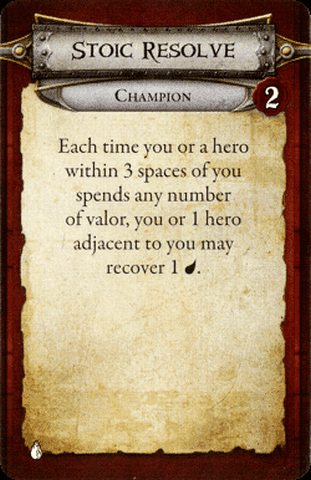 Stoic Resolve
Champion
2
Each time you or a hero
within 3 spaces of you
spends any number
of valor, you or 1 hero
adjacent to you may
recover 1 .